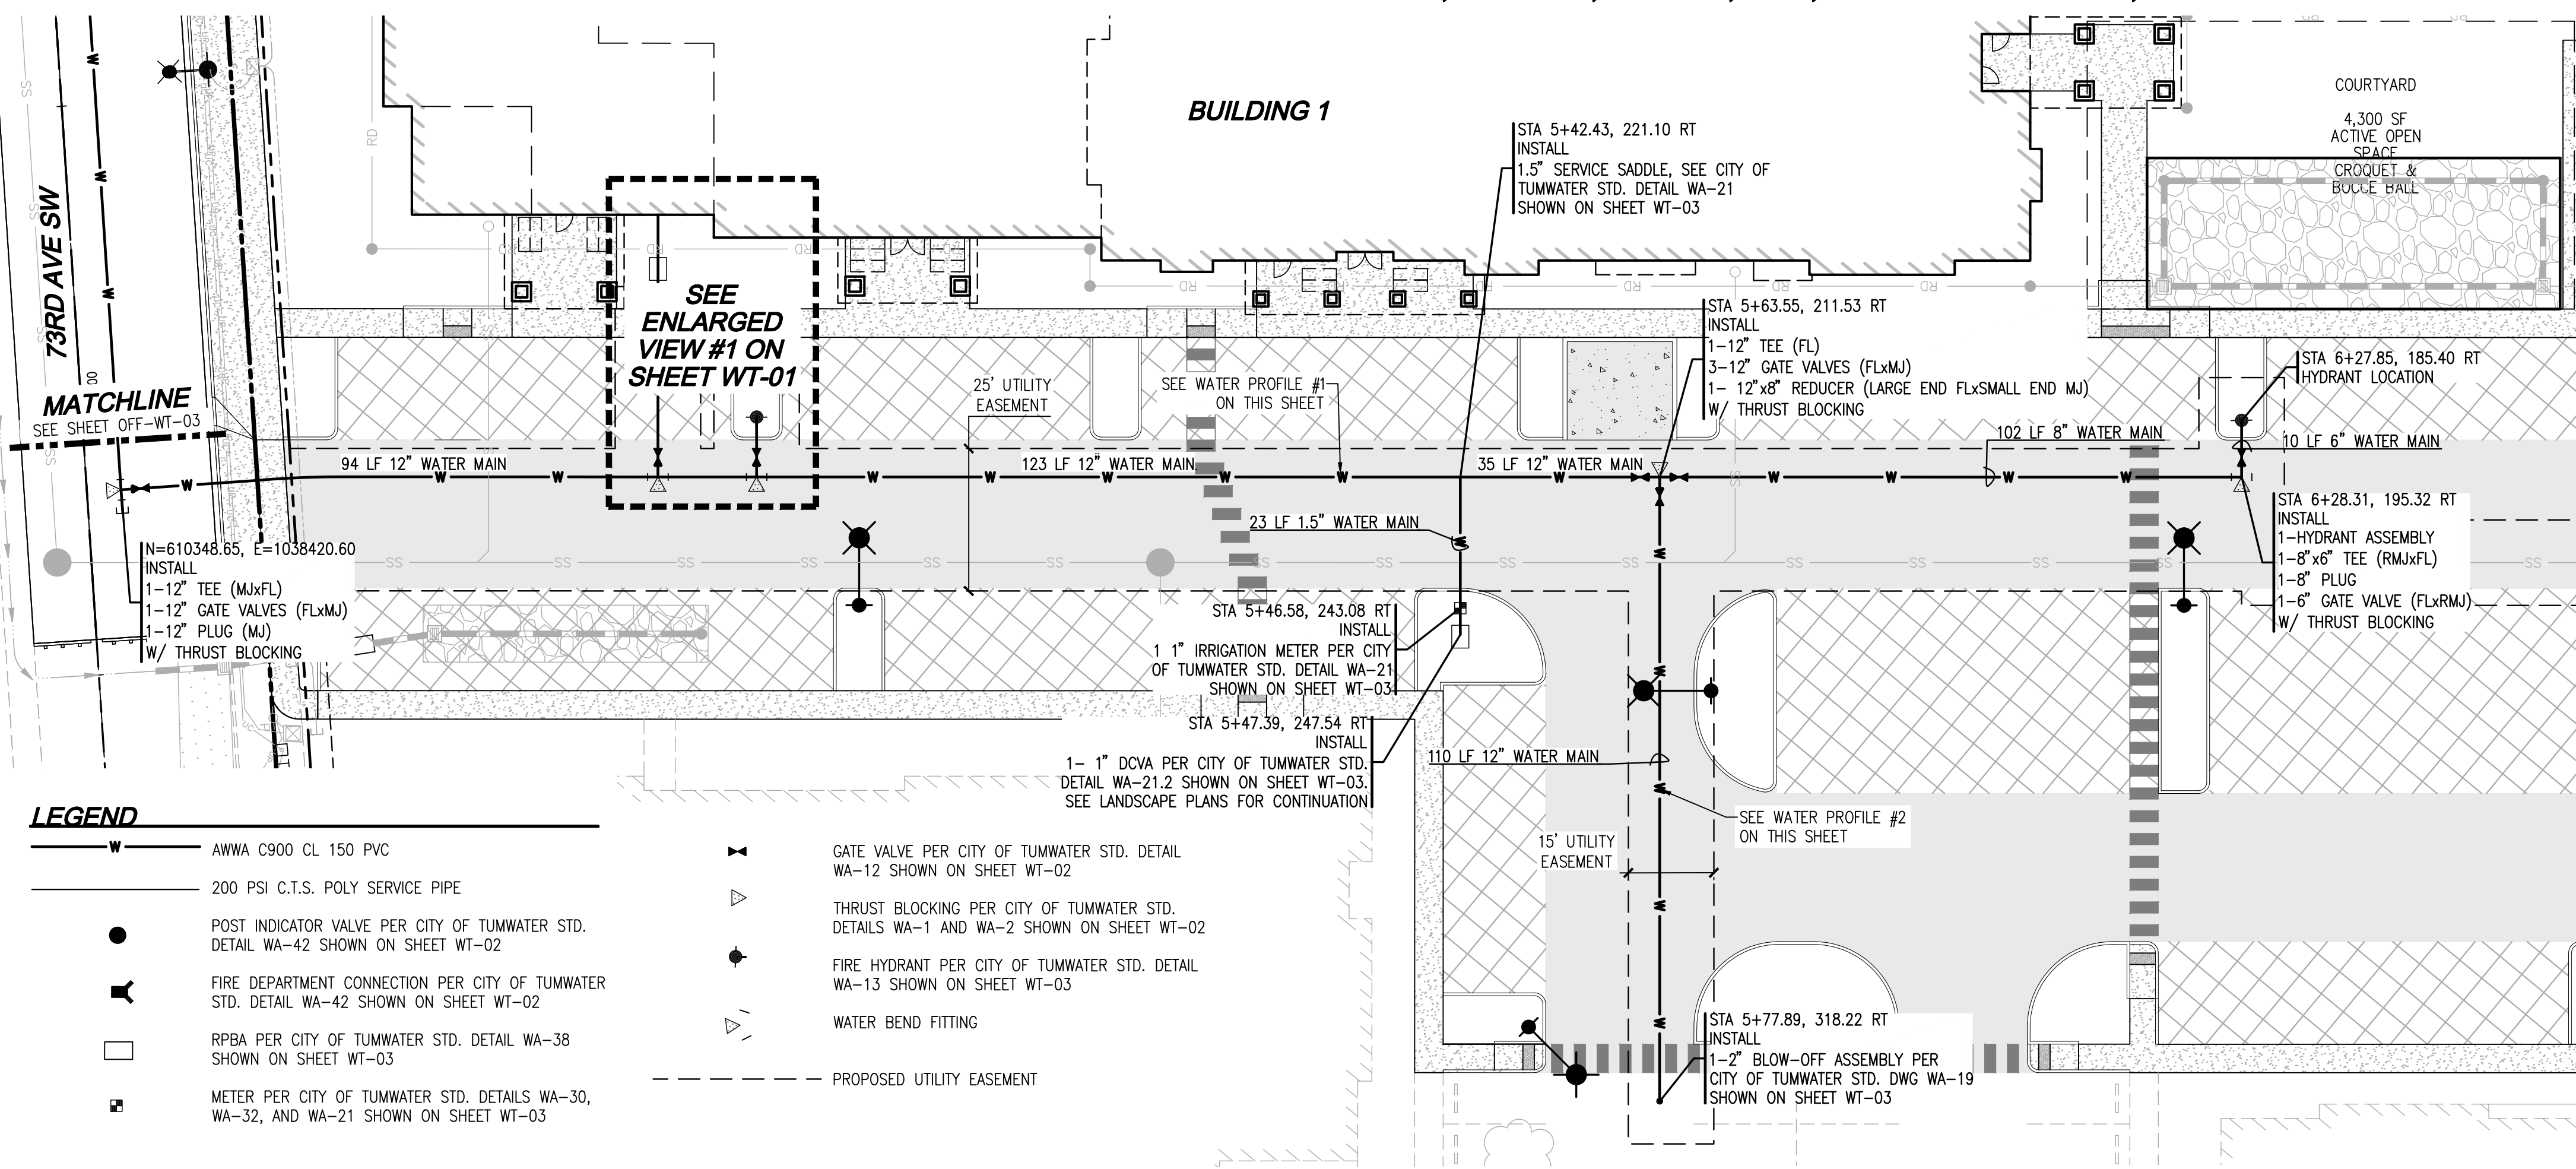 BUILDING 1
COURTYARD
4,300 SF
ACTIVE OPEN
SPACE
CROQUET &
BOCCE BALL
RD
73RD AVE SW
MATCHLINE
SEE SHEET OFF-WT-03
00
SEE
ENLARGED
VIEW #1 ON
SHEET WT-01
25' UTILITY
EASEMENT
SEE WATER PROFILE #1
ON THIS SHEET
STA 5+42.43, 221.10 RT
INSTALL
1.5" SERVICE SADDLE, SEE CITY OF
TUMWATER STD. DETAIL WA-21
SHOWN ON SHEET WT-03
STA 5+63.55, 211.53 RT
INSTALL
1-12" TEE (FL)
3-12" GATE VALVES (FLxMJ)
1- 12"x8" REDUCER (LARGE END FLxSMALL END MJ)
W/ THRUST BLOCKING
STA 6+27.85, 185.40 RT
HYDRANT LOCATION
94 LF 12" WATER MAIN
123 LF 12" WATER MAIN
35 LF 12" WATER MAIN
102 LF 8" WATER MAIN
10 LF 6" WATER MAIN
W
SS
N=610348.65, E=1038420.60
INSTALL
1-12" TEE (MJxFL)
1-12" GATE VALVES (FLxMJ)
1-12" PLUG (MJ)
W/ THRUST BLOCKING
23 LF 1.5" WATER MAIN
STA 6+28.31, 195.32 RT
INSTALL
1-HYDRANT ASSEMBLY
1-8"x6" TEE (RMJxFL)
1-8" PLUG
1-6" GATE VALVE (FLxRMJ)
W/ THRUST BLOCKING
STA 5+46.58, 243.08 RT
INSTALL
1 1" IRRIGATION METER PER CITY
OF TUMWATER STD. DETAIL WA-21
SHOWN ON SHEET WT-03
STA 5+47.39, 247.54 RT
INSTALL
1- 1" DCVA PER CITY OF TUMWATER STD.
DETAIL WA-21.2 SHOWN ON SHEET WT-03.
SEE LANDSCAPE PLANS FOR CONTINUATION
110 LF 12" WATER MAIN
SEE WATER PROFILE #2
ON THIS SHEET
15' UTILITY
EASEMENT
STA 5+77.89, 318.22 RT
INSTALL
1-2" BLOW-OFF ASSEMBLY PER
CITY OF TUMWATER STD. DWG WA-19
SHOWN ON SHEET WT-03
LEGEND
W
AWWA C900 CL 150 PVC
200 PSI C.T.S. POLY SERVICE PIPE
POST INDICATOR VALVE PER CITY OF TUMWATER STD.
DETAIL WA-42 SHOWN ON SHEET WT-02
FIRE DEPARTMENT CONNECTION PER CITY OF TUMWATER
STD. DETAIL WA-42 SHOWN ON SHEET WT-02
RPBA PER CITY OF TUMWATER STD. DETAIL WA-38
SHOWN ON SHEET WT-03
METER PER CITY OF TUMWATER STD. DETAILS WA-30,
WA-32, AND WA-21 SHOWN ON SHEET WT-03
GATE VALVE PER CITY OF TUMWATER STD. DETAIL
WA-12 SHOWN ON SHEET WT-02
THRUST BLOCKING PER CITY OF TUMWATER STD.
DETAILS WA-1 AND WA-2 SHOWN ON SHEET WT-02
FIRE HYDRANT PER CITY OF TUMWATER STD. DETAIL
WA-13 SHOWN ON SHEET WT-03
WATER BEND FITTING
PROPOSED UTILITY EASEMENT